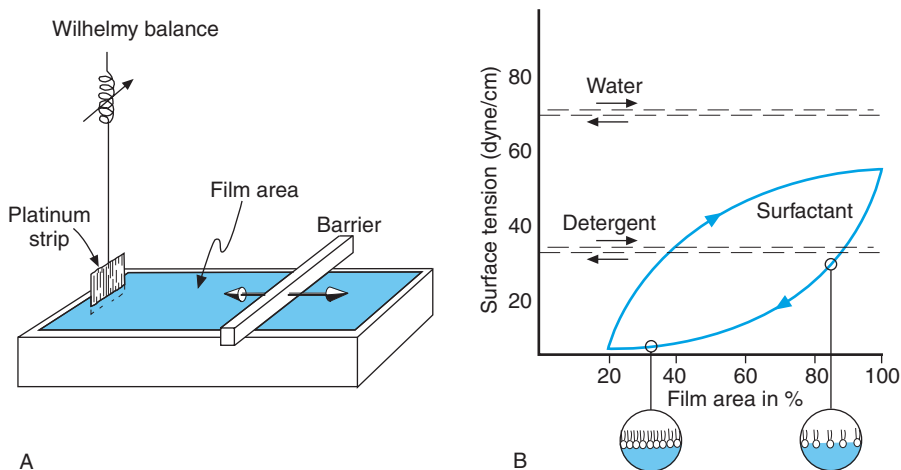 Wilhelmy balance
Film area
Platinum
strip
Barrier
A
Surface tension (dyne/cm)
80
60
40
20
Water
Detergent
Surfactant
20 40 60 80 100
Film area in %
B